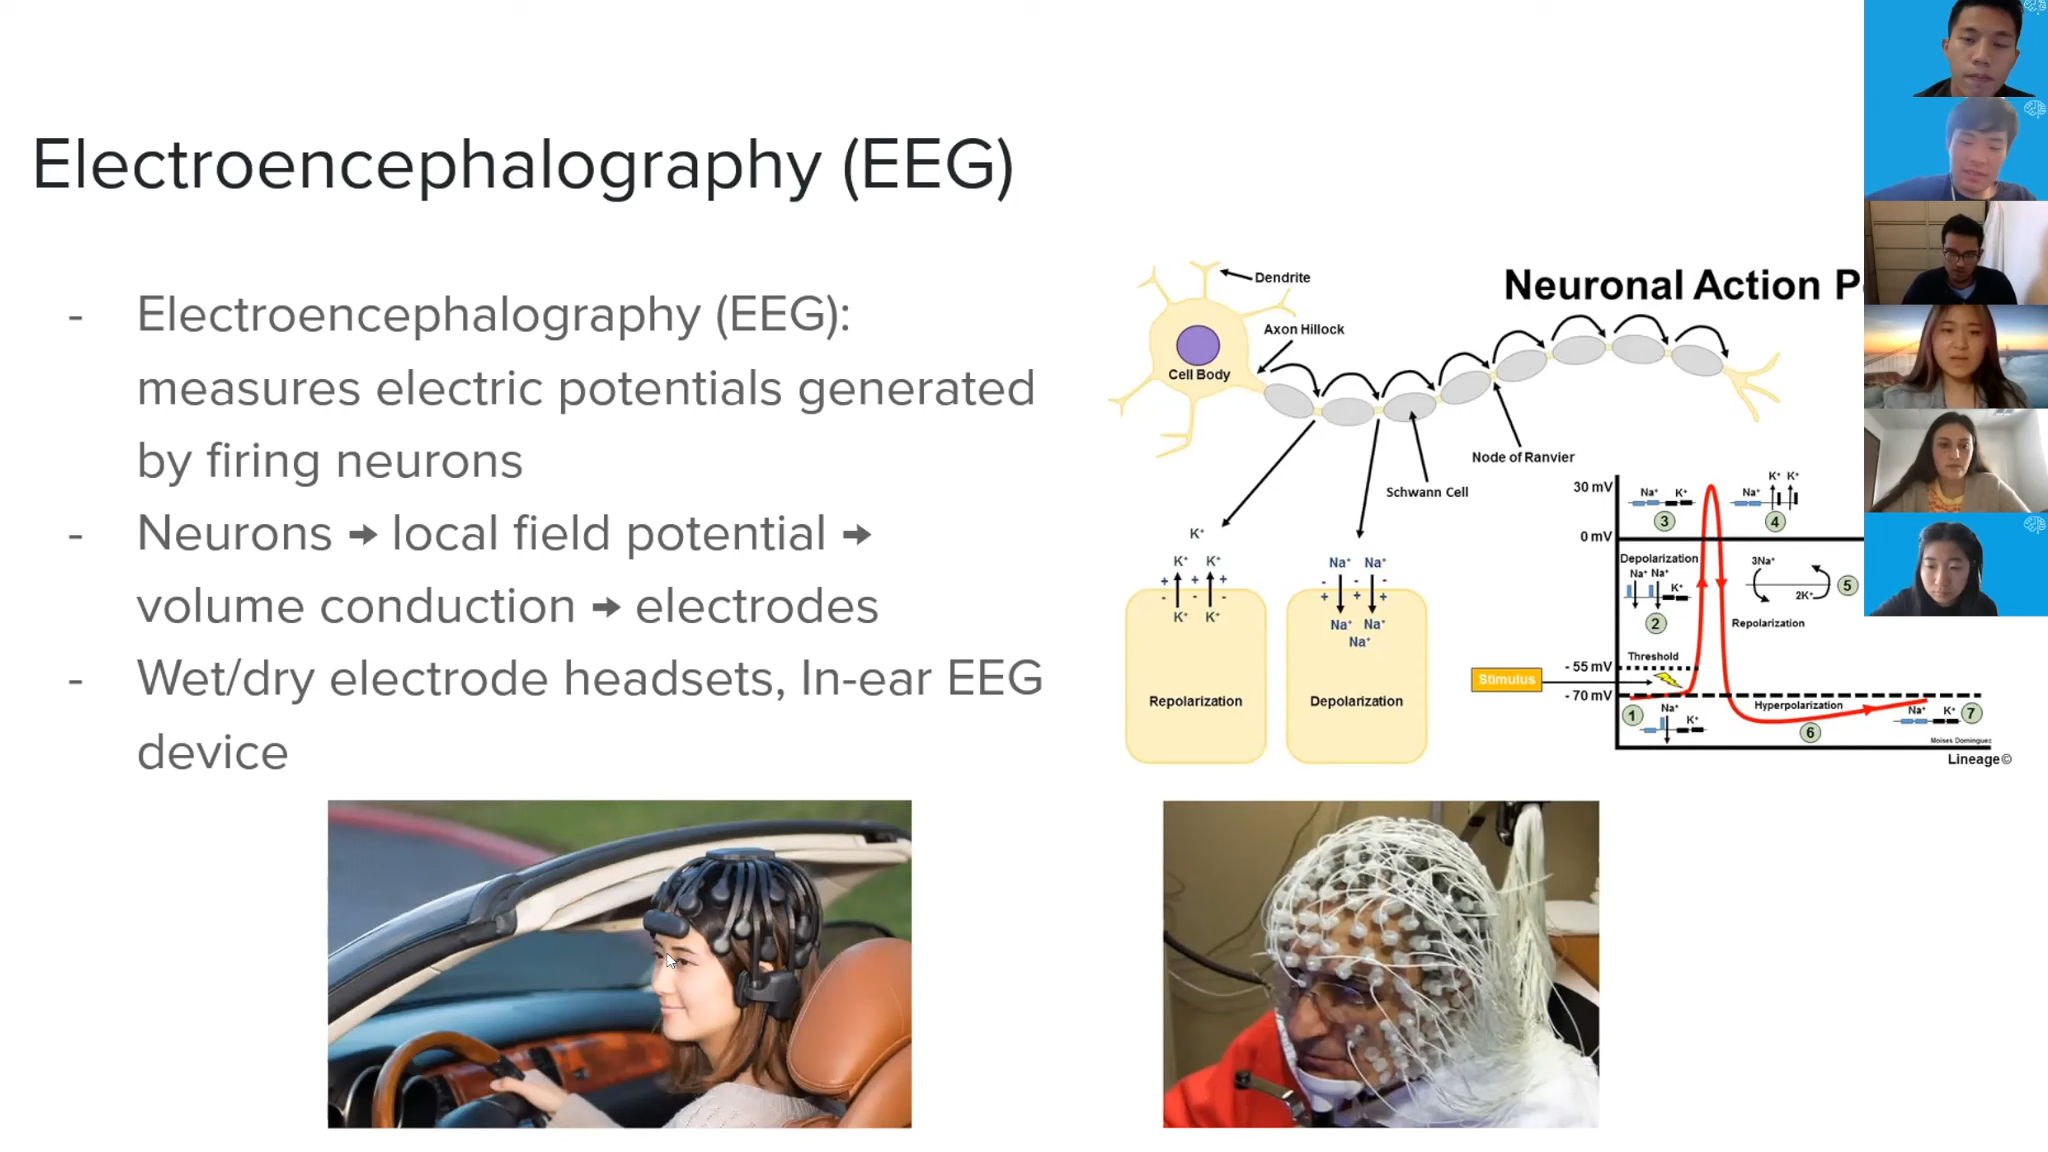 Electroencephalography (EEG)
- Electroencephalography (EEG):
measures electric potentials generated
by firing neurons
- Neurons → local field potential →
volume conduction → electrodes
- Wet/dry electrode headsets, In-ear EEG
device
Neuronal Action P
Dendrite
Axon Hillock
Cell Body
Node of Ranvier
Schwann Cell
K⁺
K⁺ K⁺
+ + +
- - -
K⁺ K⁺
Repolarization
Na⁺ Na⁺
- - -
+ + +
Na⁺ Na⁺
Na⁺
Depolarization
30 mV
0 mV
- 55 mV
- 70 mV
Stimulus
Na⁺ K⁺
3
K⁺ K⁺
Na⁺
4
Depolarization
Na⁺ Na⁺
K⁺
2
3Na⁺
2K⁺
5
Repolarization
Threshold
1
Na⁺
K⁺
Hyperpolarization
6
Na⁺ K⁺
7
Moises Dominguez
Lineage©